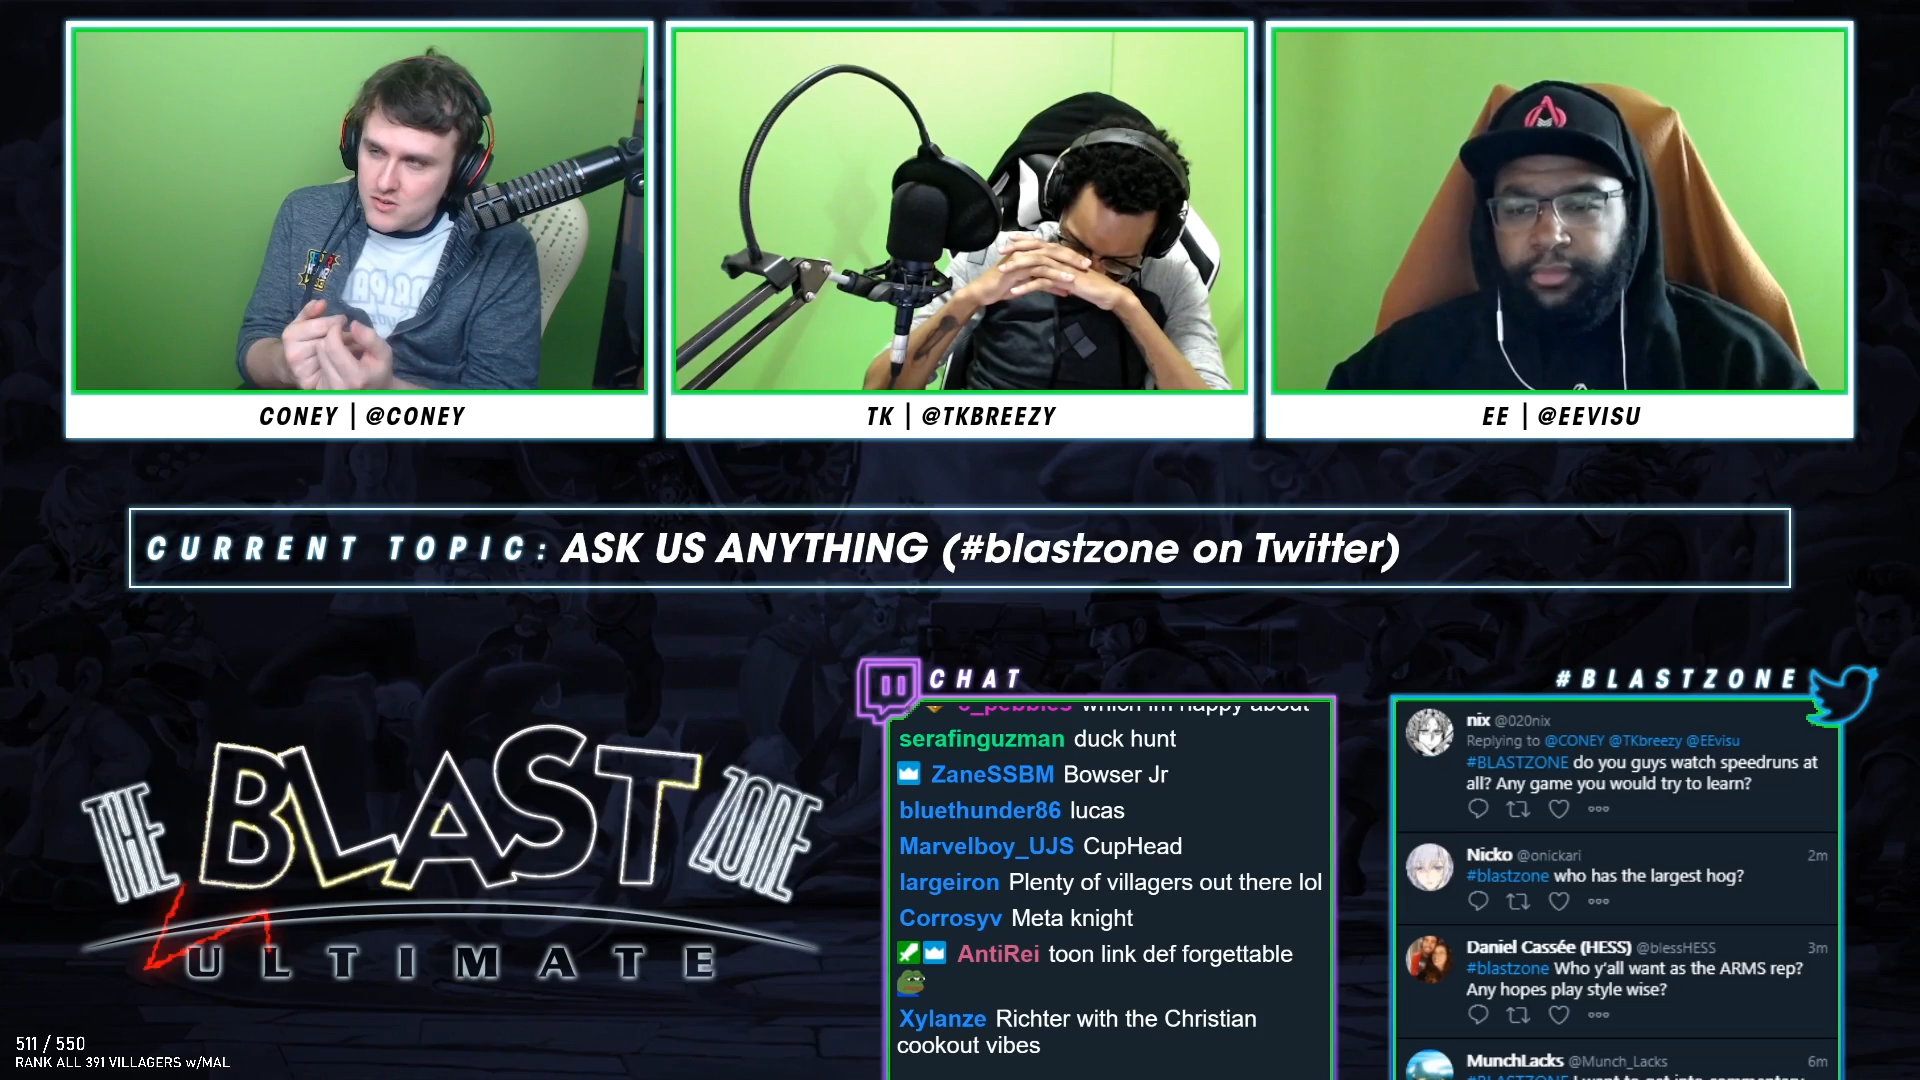 CONEY | @CONEY
TK | @TKBREEZY
EE | @EEVISU
CURRENT TOPIC: ASK US ANYTHING (#blastzone on Twitter)
THE BLAST ZONE
ULTIMATE
511 / 550
RANK ALL 391 VILLAGERS w/MAL
CHAT
which im happy about
serafinguzman duck hunt
ZaneSSBM Bowser Jr
bluethunder86 lucas
Marvelboy_UJS CupHead
largeiron Plenty of villagers out there lol
Corrosyv Meta knight
AntiRei toon link def forgettable
Xylanze Richter with the Christian
cookout vibes
#BLASTZONE
nix @020nix
Replying to @CONEY @TKbreezy @EEvisu
#BLASTZONE do you guys watch speedruns at
all? Any game you would try to learn?
Nicko @onickari 2m
#blastzone who has the largest hog?
Daniel Cassée (HESS) @blessHESS 3m
#blastzone Who y'all want as the ARMS rep?
Any hopes play style wise?
MunchLacks @Munch_Lacks 6m